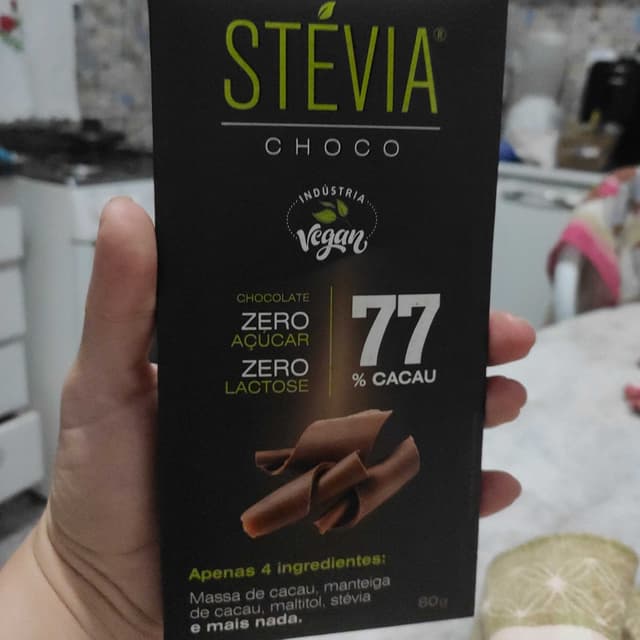 STÉVIA®
CHOCO
INDÚSTRIA
Vegan
CHOCOLATE
ZERO
AÇÚCAR
ZERO
LACTOSE
77
% CACAU
Apenas 4 ingredientes:
Massa de cacau, manteiga
de cacau, maltitol, stévia
e mais nada.
80g